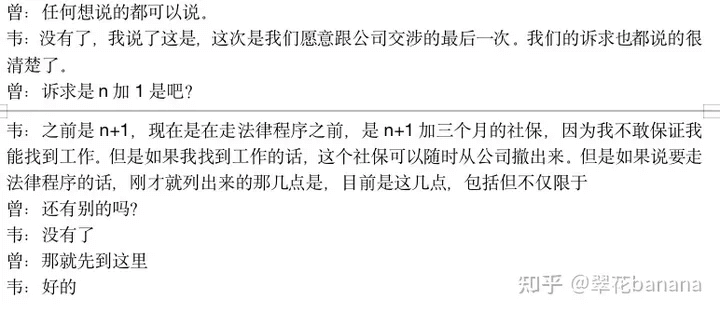 曾：任何想说的都可以说。
韦：没有了，我说了这是，这次是我们愿意跟公司交涉的最后一次。我们的诉求也都说的很
清楚了。
曾：诉求是 n 加 1 是吧？
韦：之前是 n+1，现在是在走法律程序之前，是 n+1 加三个月的社保，因为我不敢保证我
能找到工作。但是如果我找到工作的话，这个社保可以随时从公司撤出来。但是如果说要走
法律程序的话，刚才就列出来的那几点是，目前是这几点，包括但不仅限于
曾：还有别的吗？
韦：没有了
曾：那就先到这里
韦：好的
知乎 @翠花banana